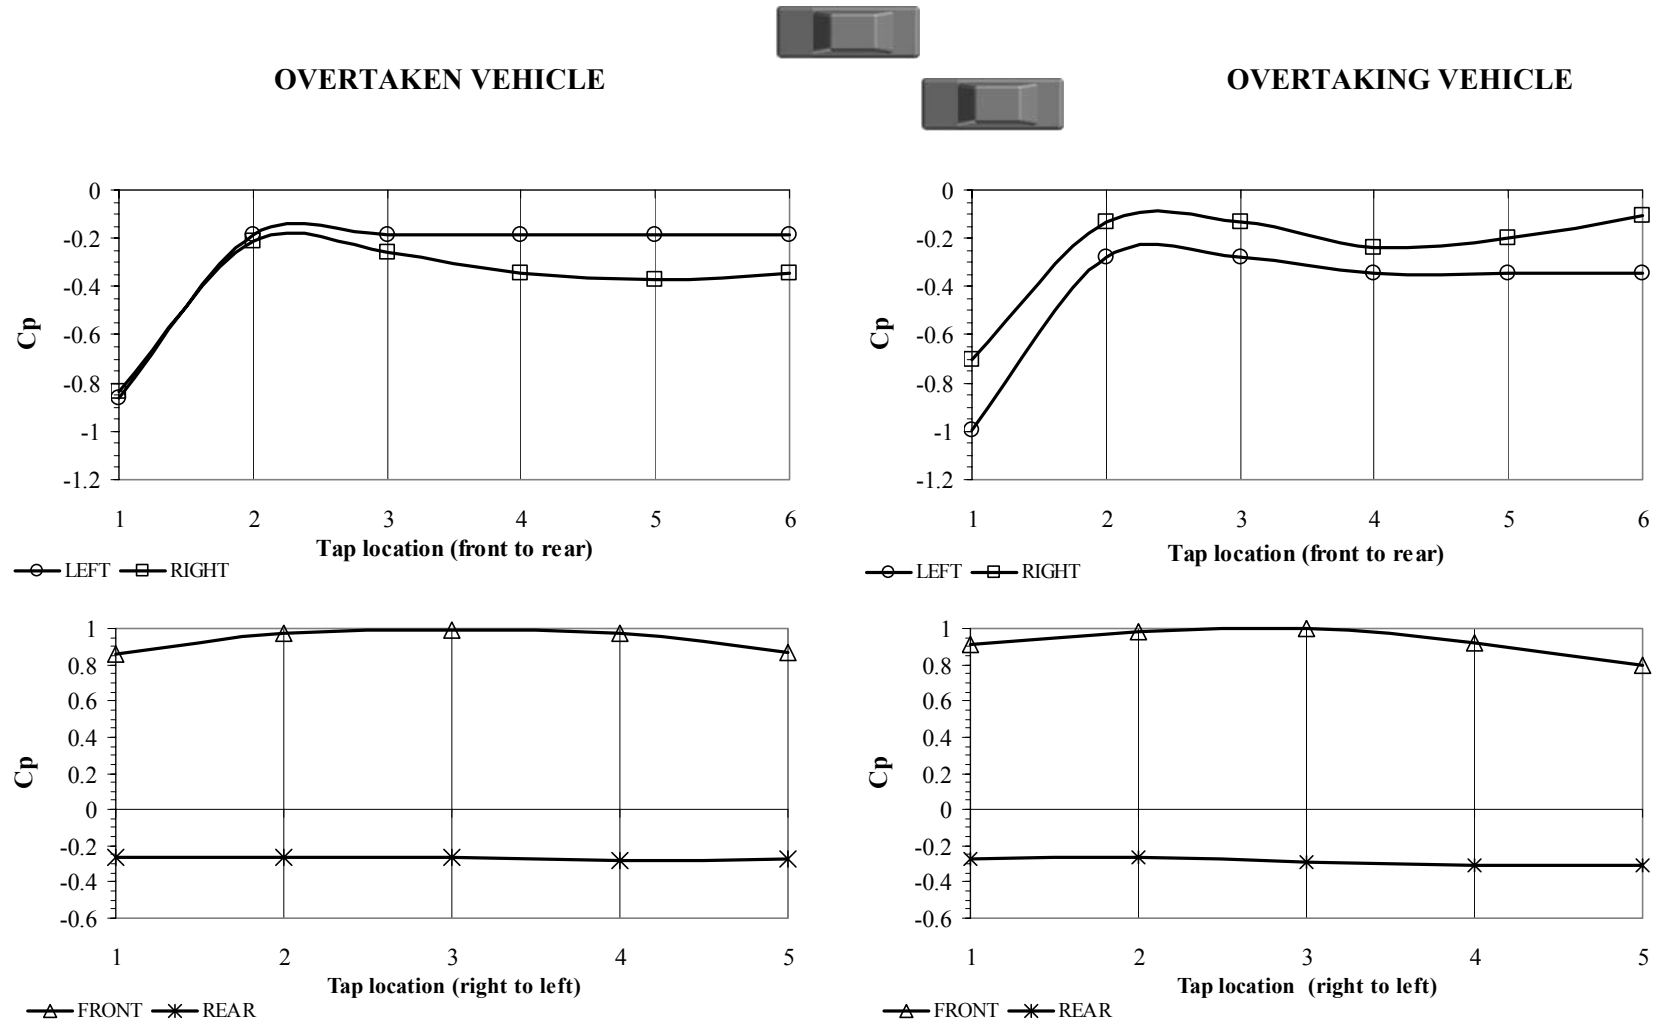 OVERTAKEN VEHICLE
OVERTAKING VEHICLE
0
-0.2
-0.4
-0.6
-0.8
-1
-1.2
Cp
1 2 3 4 5 6
Tap location (front to rear)
LEFT RIGHT
0
-0.2
-0.4
-0.6
-0.8
-1
-1.2
Cp
1 2 3 4 5 6
Tap location (front to rear)
LEFT RIGHT
1
0.8
0.6
0.4
0.2
0
-0.2
-0.4
-0.6
Cp
1 2 3 4 5
Tap location (right to left)
FRONT REAR
1
0.8
0.6
0.4
0.2
0
-0.2
-0.4
-0.6
Cp
1 2 3 4 5
Tap location (right to left)
FRONT REAR